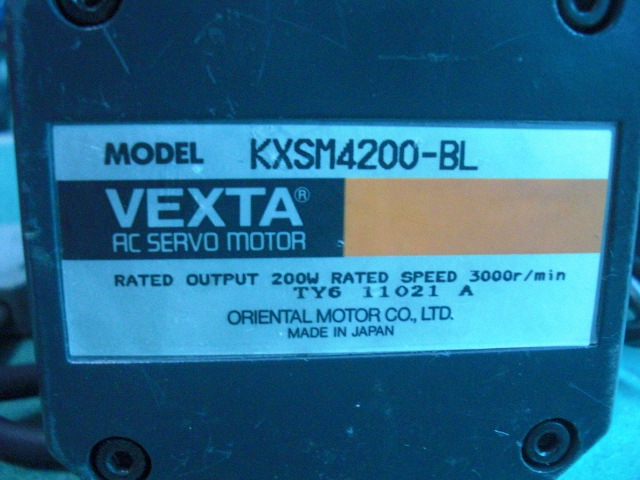 MODEL KXSM4200-BL
VEXTA®
AC SERVO MOTOR
RATED OUTPUT 200W RATED SPEED 3000r/min
TY6 11021 A
ORIENTAL MOTOR CO., LTD.
MADE IN JAPAN